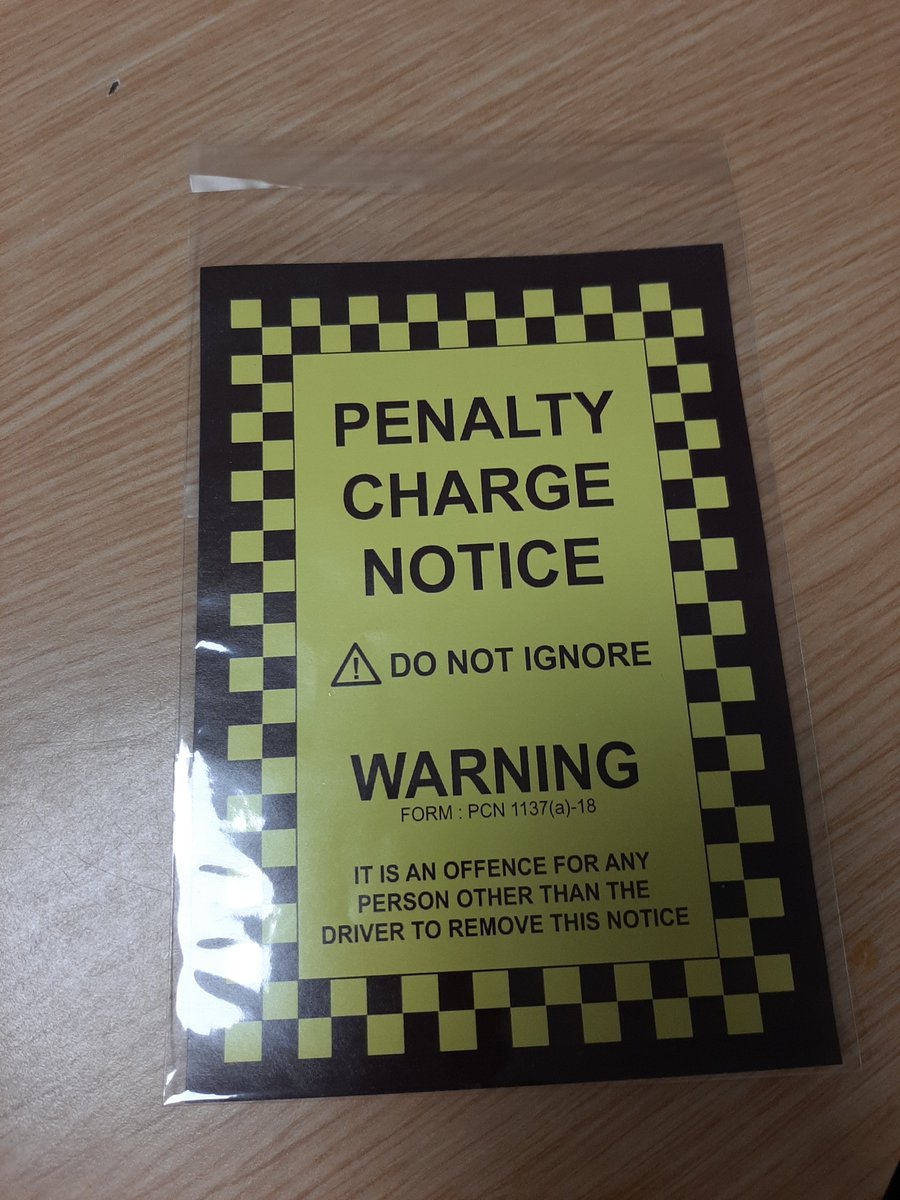 PENALTY
CHARGE
NOTICE
DO NOT IGNORE
WARNING
FORM : PCN 1137(a)-18
IT IS AN OFFENCE FOR ANY
PERSON OTHER THAN THE
DRIVER TO REMOVE THIS NOTICE